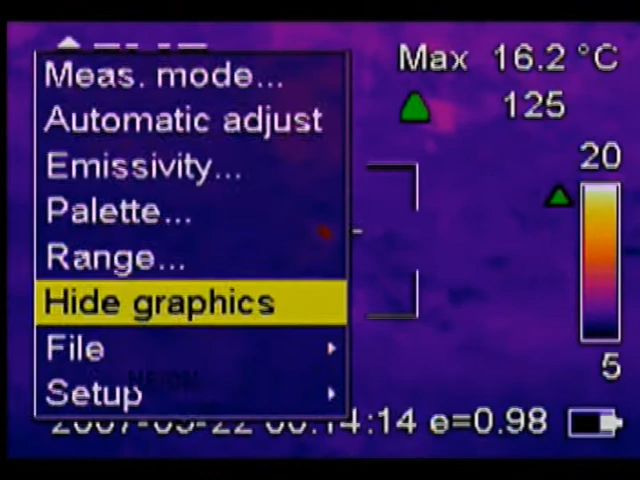 Max 16.2 °C
125
Meas. mode...
Automatic adjust
Emissivity...
Palette...
Range...
Hide graphics
File
Setup
20
5
:14 e=0.98